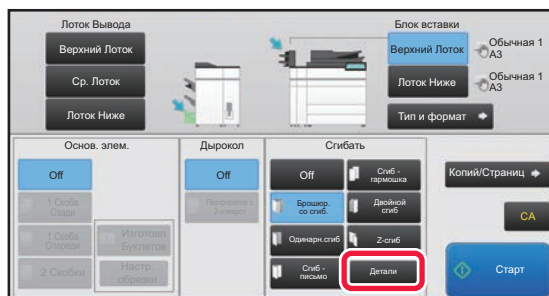 Лоток Вывода
Блок вставки
Верхний Лоток
Ср. Лоток
Лоток Ниже
Верхний Лоток
Обычная 1
A3
Лоток Ниже
Обычная 1
A3
Тип и формат
Основ. элем.
Дырокол
Сгибать
Off
1 Скоба
Сзади
1 Скоба
Спереди
2 Скобки
Изготовл
Буклетов
Настр.
обрезки
Off
Перфоратор с
Off
Сгиб -
гармошка
Брошюр.
со сгиб.
Двойной
сгиб
Одинарн.сгиб
Z-сгиб
Сгиб -
письмо
Детали
Копий/Страниц
CA
Старт